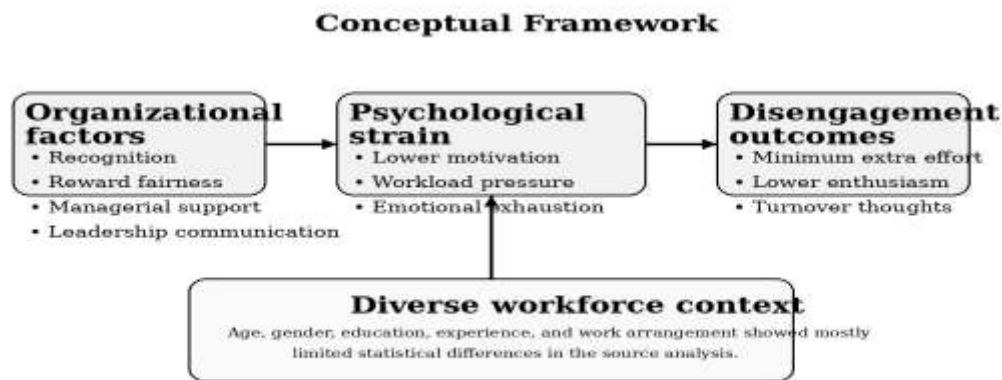 Conceptual Framework
Organizational
factors
• Recognition
• Reward fairness
• Managerial support
• Leadership communication
Psychological
strain
• Lower motivation
• Workload pressure
• Emotional exhaustion
Disengagement
outcomes
• Minimum extra effort
• Lower enthusiasm
• Turnover thoughts
Diverse workforce context
Age, gender, education, experience, and work arrangement showed mostly
limited statistical differences in the source analysis.